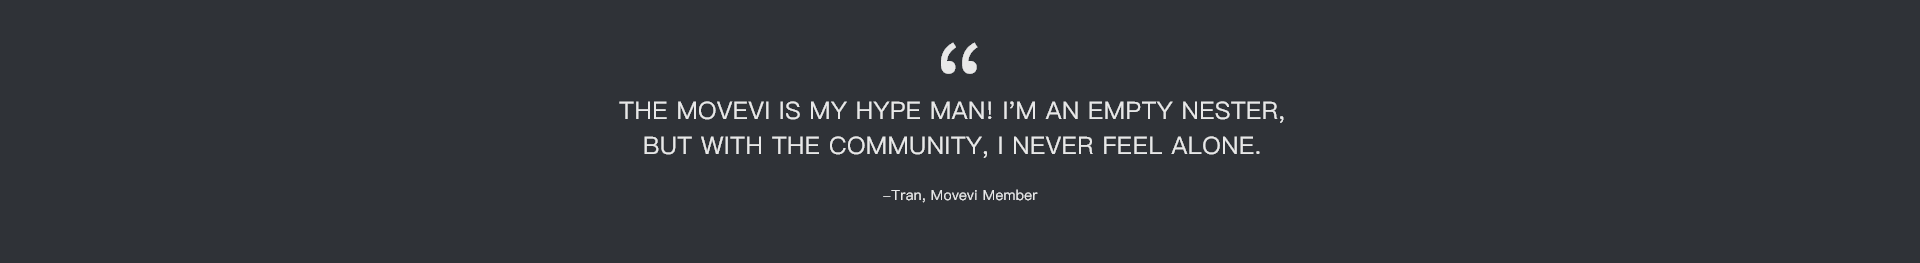 “
THE MOVEVI IS MY HYPE MAN! I’M AN EMPTY NESTER,
BUT WITH THE COMMUNITY, I NEVER FEEL ALONE.
–Tran, Movevi Member